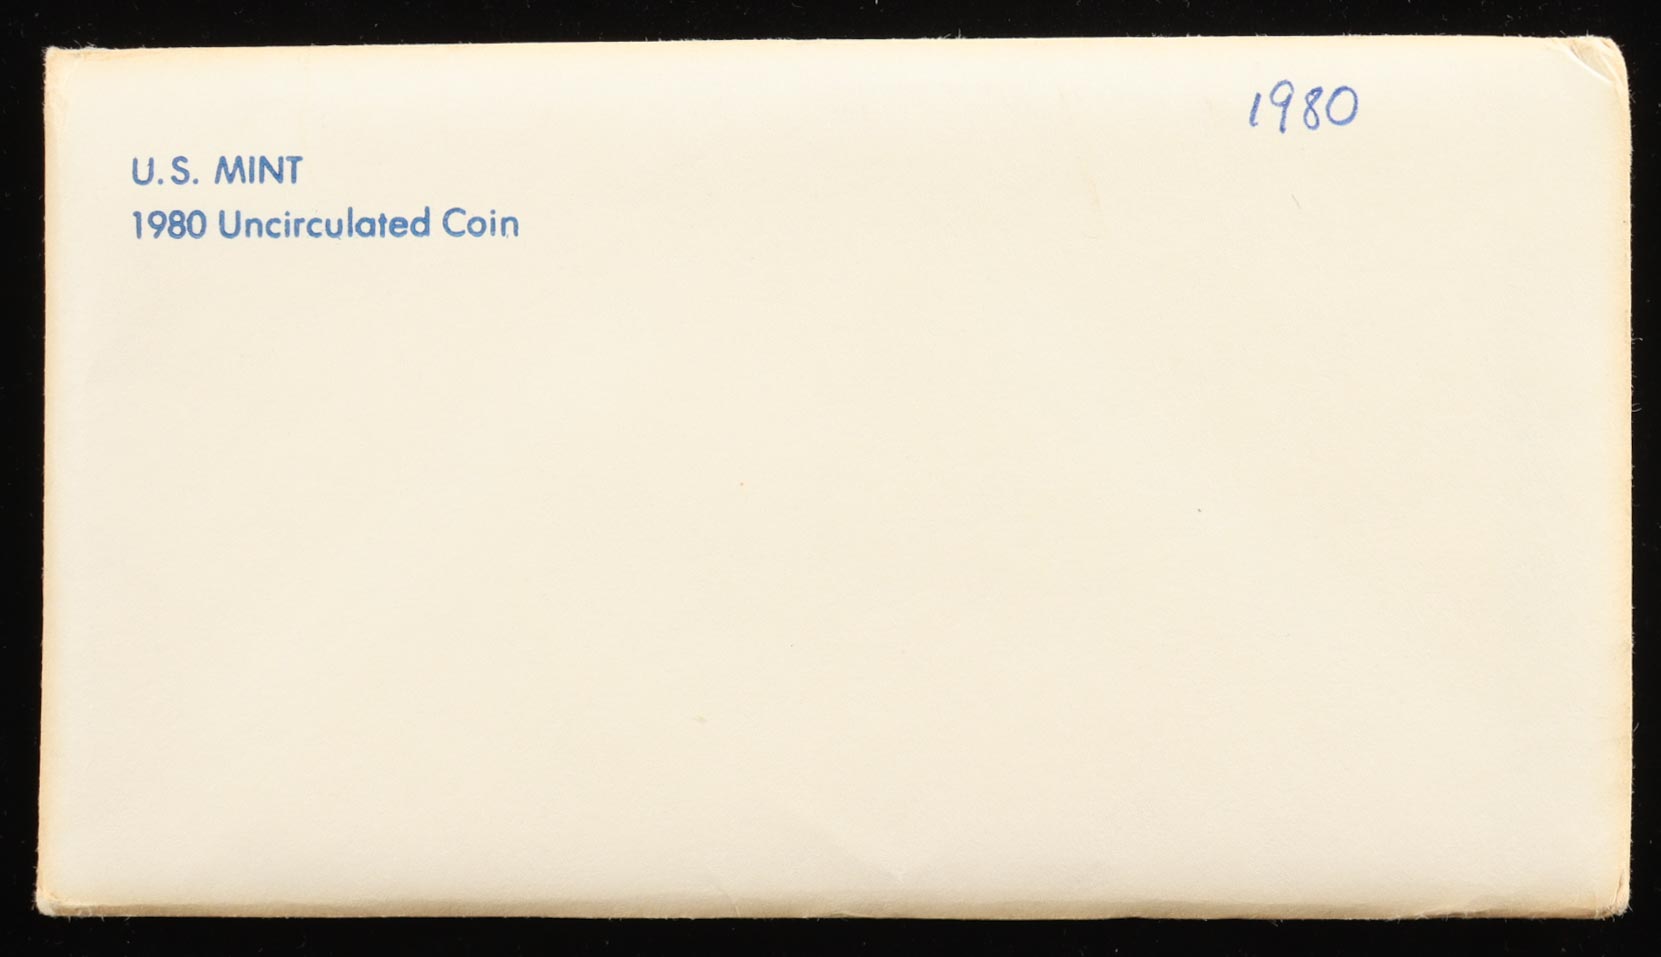 1980
U.S. MINT
1980 Uncirculated Coin